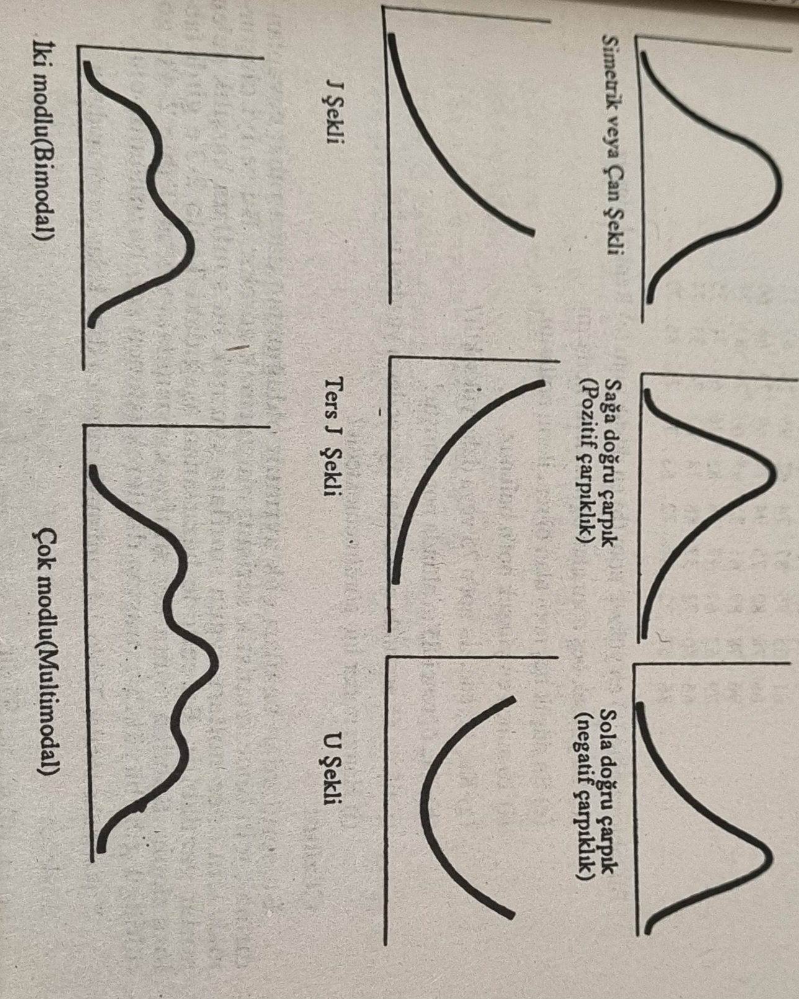 Simetrik veya Çan Şekli
Sağa doğru çarpık
(Pozitif çarpıklık)
Sola doğru çarpık
(negatif çarpıklık)
J Şekli
Ters J Şekli
U Şekli
İki modlu(Bimodal)
Çok modlu(Multimodal)